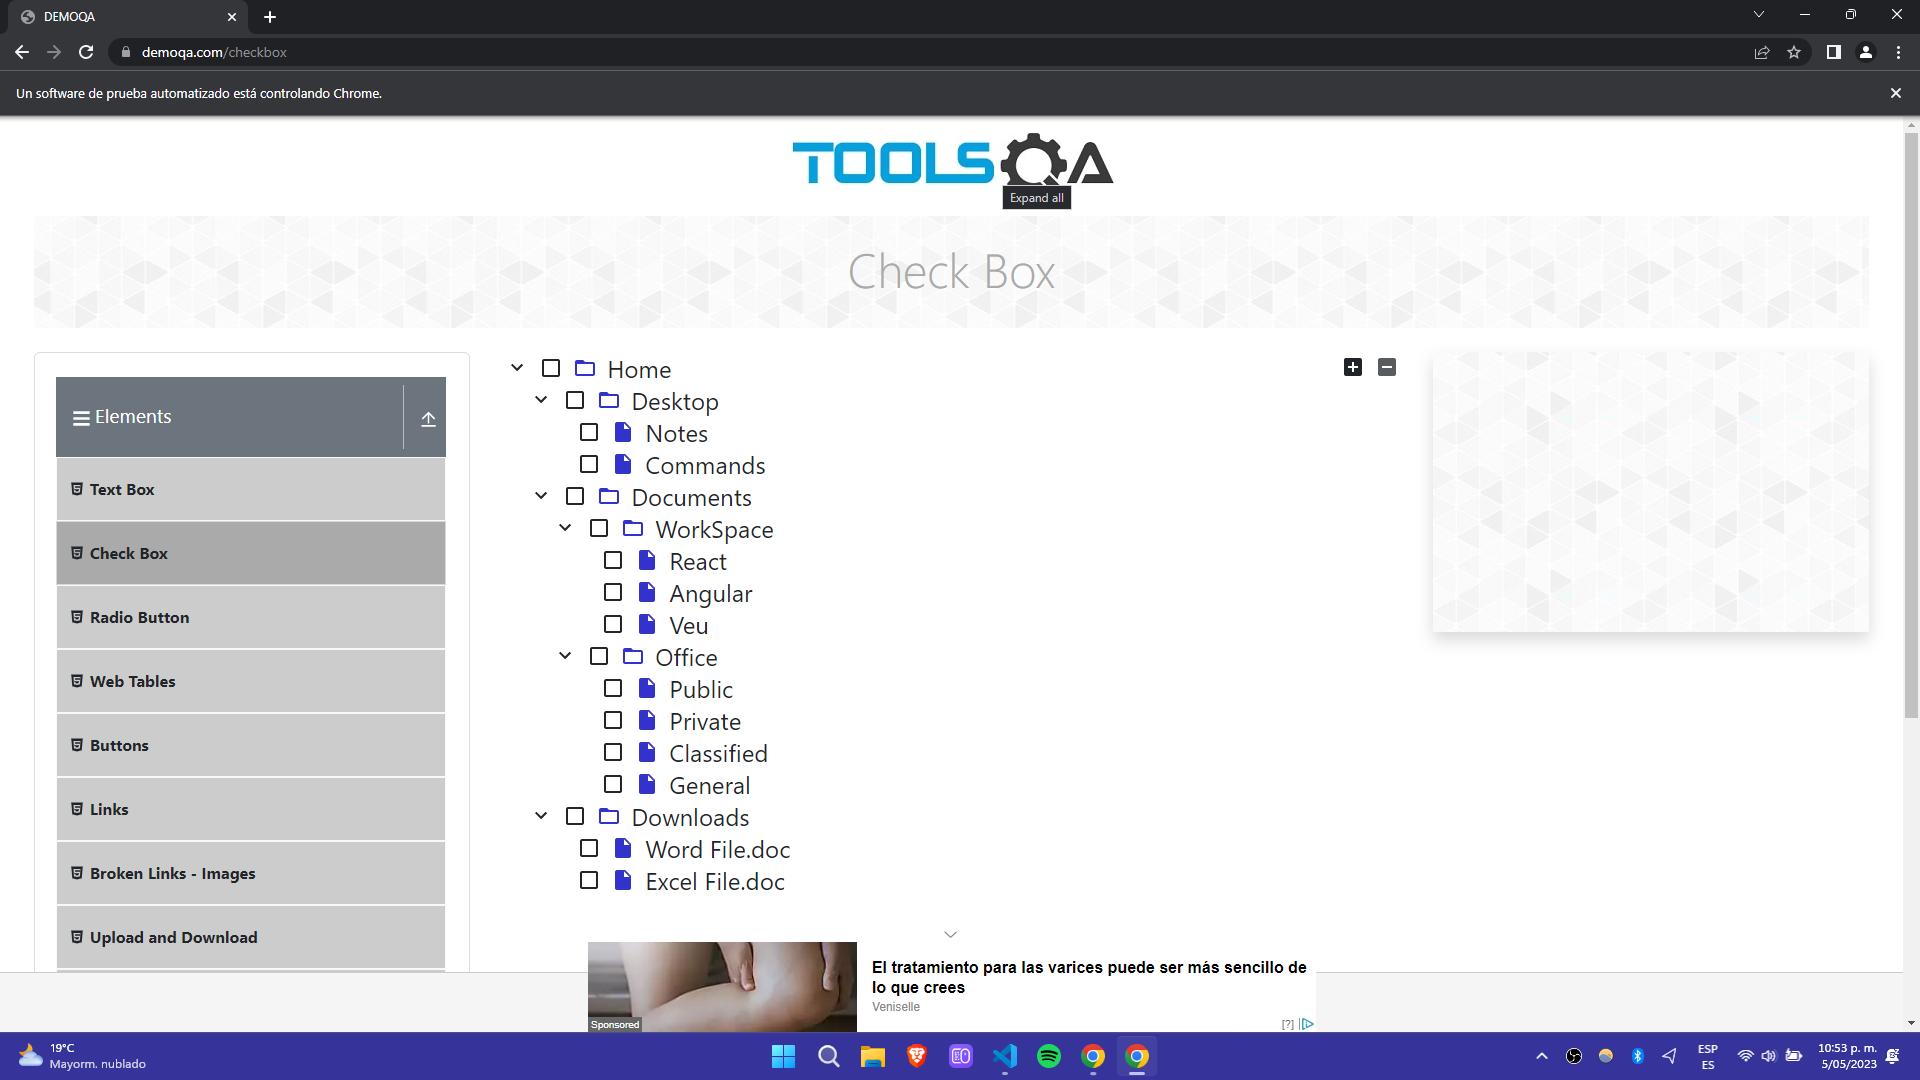 DEMOQA
demoqa.com/checkbox
Un software de prueba automatizado está controlando Chrome.
TOOLSQA
Expand all
Check Box
Elements
Text Box
Check Box
Radio Button
Web Tables
Buttons
Links
Broken Links - Images
Upload and Download
Home
Desktop
Notes
Commands
Documents
WorkSpace
React
Angular
Veu
Office
Public
Private
Classified
General
Downloads
Word File.doc
Excel File.doc
El tratamiento para las varices puede ser más sencillo de
lo que crees
Veniselle
Sponsored
[?]
19°C
Mayorm. nublado
ESP
ES
10:53 p. m.
5/05/2023